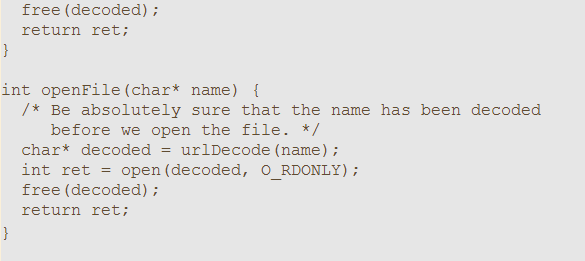 free(decoded);
return ret;
}
int openFile(char* name) {
/* Be absolutely sure that the name has been decoded
before we open the file. */
char* decoded = urlDecode(name);
int ret = open(decoded, O_RDONLY);
free(decoded);
return ret;
}